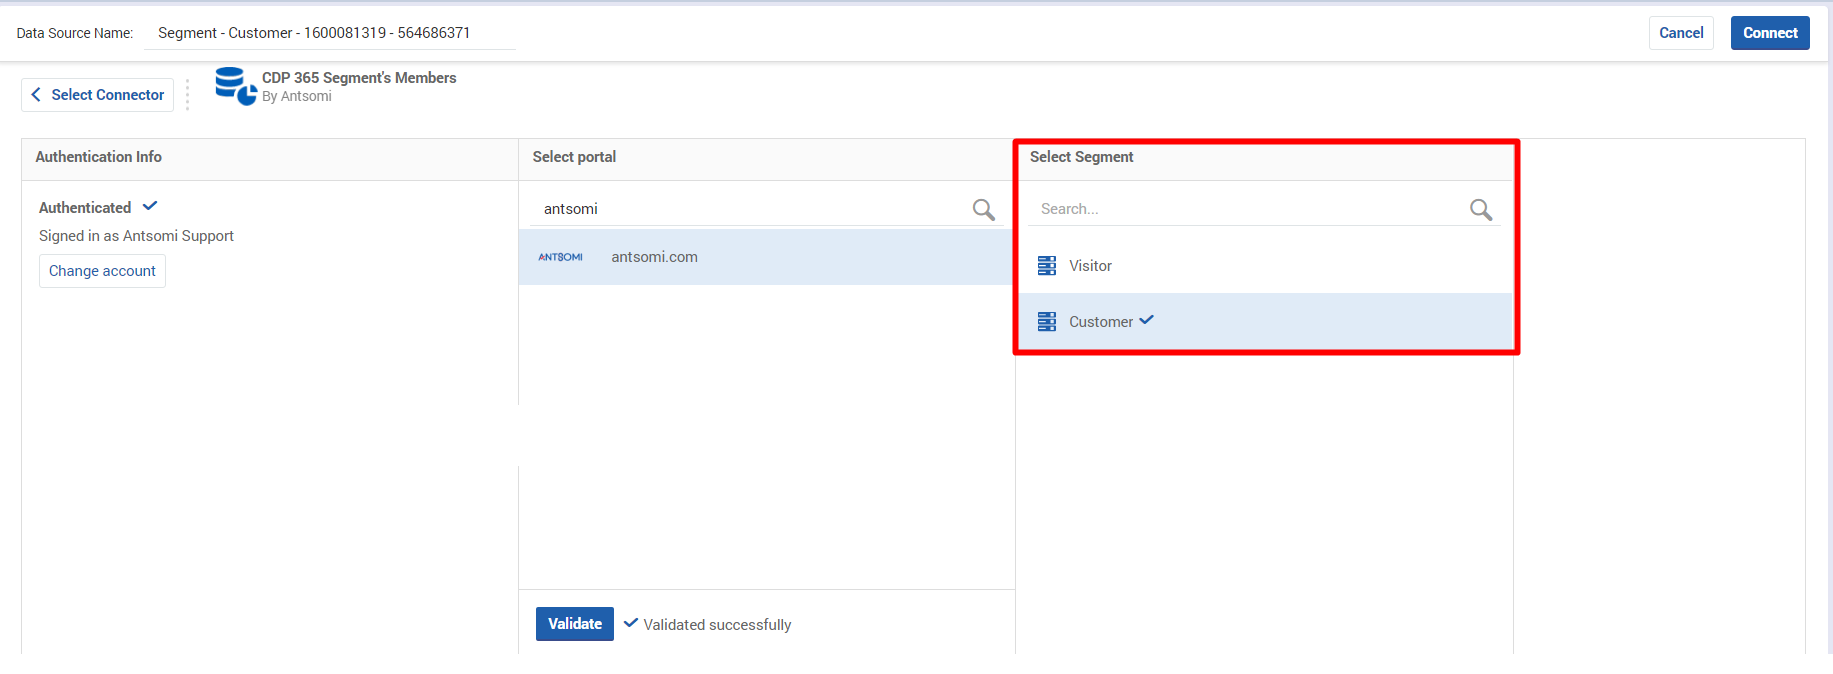 Data Source Name: Segment - Customer - 1600081319 - 564686371
Cancel
Connect
Select Connector
CDP 365 Segment's Members
By Antsomi
Authentication Info
Authenticated
Signed in as Antsomi Support
Change account
Select portal
antsomi
ANTSOMI antsomi.com
Validate Validated successfully
Select Segment
Search...
Visitor
Customer